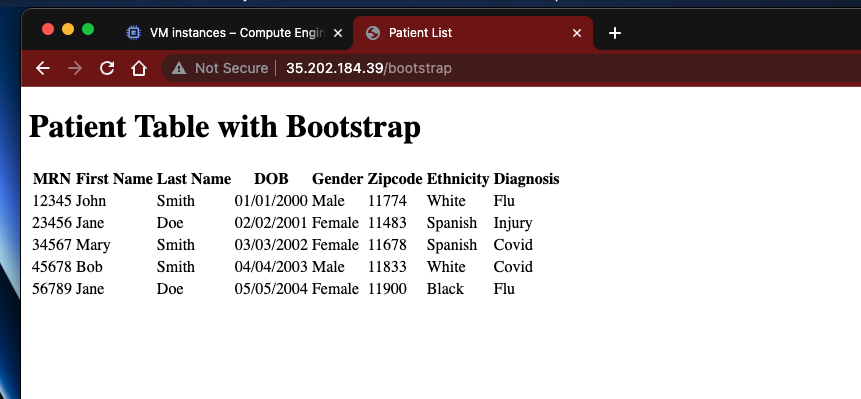 VM instances – Compute Engin
Patient List
Not Secure 35.202.184.39/bootstrap
Patient Table with Bootstrap
MRN First Name Last Name DOB Gender Zipcode Ethnicity Diagnosis
12345 John Smith 01/01/2000 Male 11774 White Flu
23456 Jane Doe 02/02/2001 Female 11483 Spanish Injury
34567 Mary Smith 03/03/2002 Female 11678 Spanish Covid
45678 Bob Smith 04/04/2003 Male 11833 White Covid
56789 Jane Doe 05/05/2004 Female 11900 Black Flu